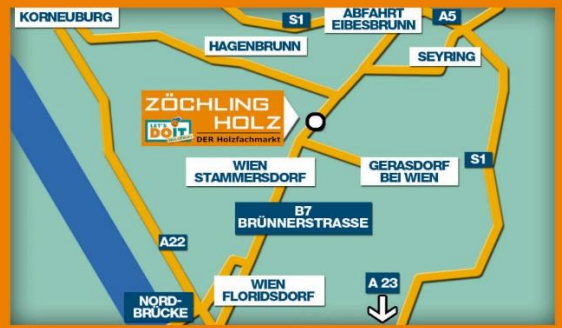 KORNEUBURG
S1
ABFAHRT
EIBESBRUNN
A5
HAGENBRUNN
SEYRING
ZÖCHLING
HOLZ
LET'S
DOIT
DER Holzfachmarkt
WIEN
STAMMERSDORF
GERASDORF
BEI WIEN
S1
B7
BRÜNNERSTRASSE
A22
WIEN
FLORIDSDORF
A 23
NORD-
BRÜCKE